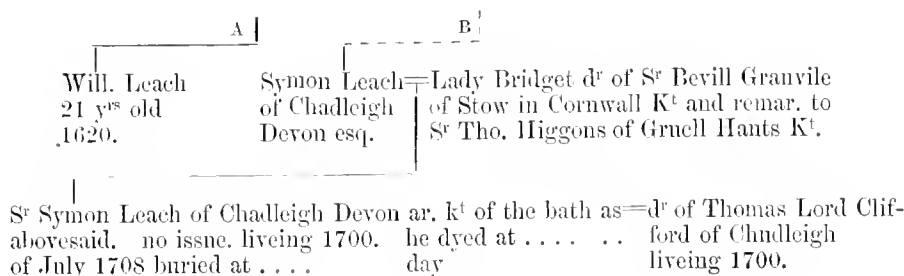 A B
Will. Leach
21 yʳˢ old
1620.
Symon Leach
of Chadleigh
Devon esq.
=Lady Bridget dʳ of Sʳ Bevill Granvile
of Stow in Cornwall Kᵗ and remar. to
Sʳ Tho. Higgons of Gruell Hants Kᵗ.
Sʳ Symon Leach of Chadleigh Devon ar. kᵗ of the bath as=dʳ of Thomas Lord Clif-
abovesaid. no issue. liveing 1700. he dyed at .... .. ford of Chudleigh
of July 1708 buried at .... day liveing 1700.